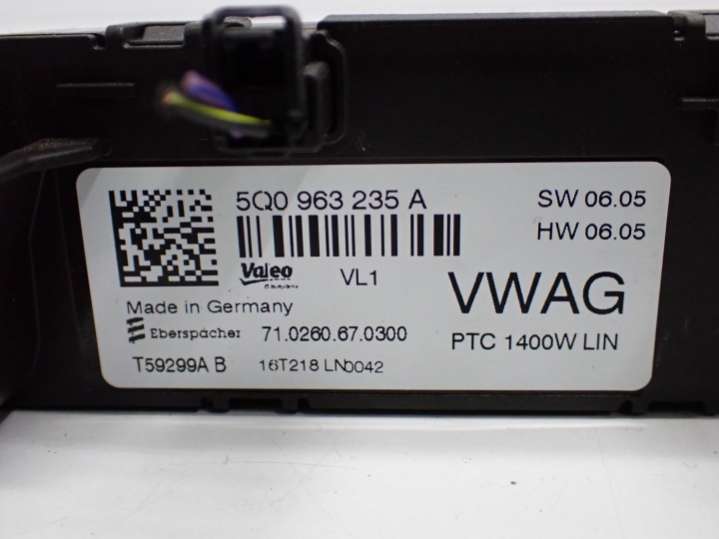 5Q0 963 235 A
SW 06.05
HW 06.05
Valeo
VL1
VWAG
Made in Germany
Eberspächer 71.0260.67.0300
PTC 1400W LIN
T59299A B
16T218 LN0042